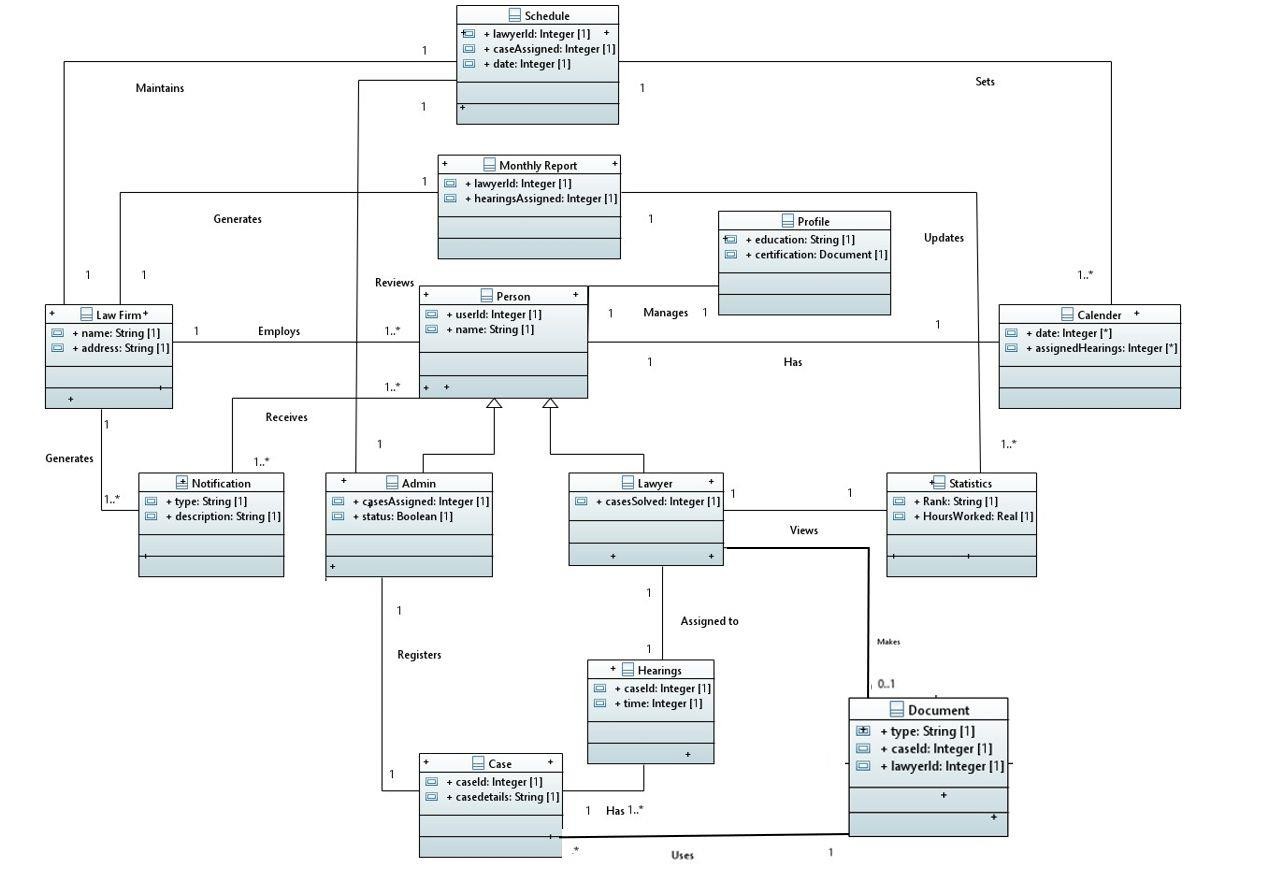 Schedule
+ lawyerId: Integer [1]
+ caseAssigned: Integer [1]
+ date: Integer [1]
1
Maintains
1
1
Sets
Monthly Report
+ lawyerId: Integer [1]
+ hearingsAssigned: Integer [1]
1
Generates
1
Profile
+ education: String [1]
+ certification: Document [1]
Updates
1
1
Reviews
1..*
Law Firm
+ name: String [1]
+ address: String [1]
1
Employs
1..*
Person
+ userId: Integer [1]
+ name: String [1]
1
Manages
1
1
Has
1
Calender
+ date: Integer [*]
+ assignedHearings: Integer [*]
1..*
Receives
1..*
1
Generates
1..*
1
1..*
Notification
+ type: String [1]
+ description: String [1]
Admin
+ casesAssigned: Integer [1]
+ status: Boolean [1]
Lawyer
+ casesSolved: Integer [1]
1
1
Views
Statistics
+ Rank: String [1]
+ HoursWorked: Real [1]
1
Registers
1
1
Assigned to
1
Makes
0..1
Hearings
+ caseId: Integer [1]
+ time: Integer [1]
Document
+ type: String [1]
+ caseId: Integer [1]
+ lawyerId: Integer [1]
Case
+ caseId: Integer [1]
+ casedetails: String [1]
1
Has
1..*
.*
Uses
1